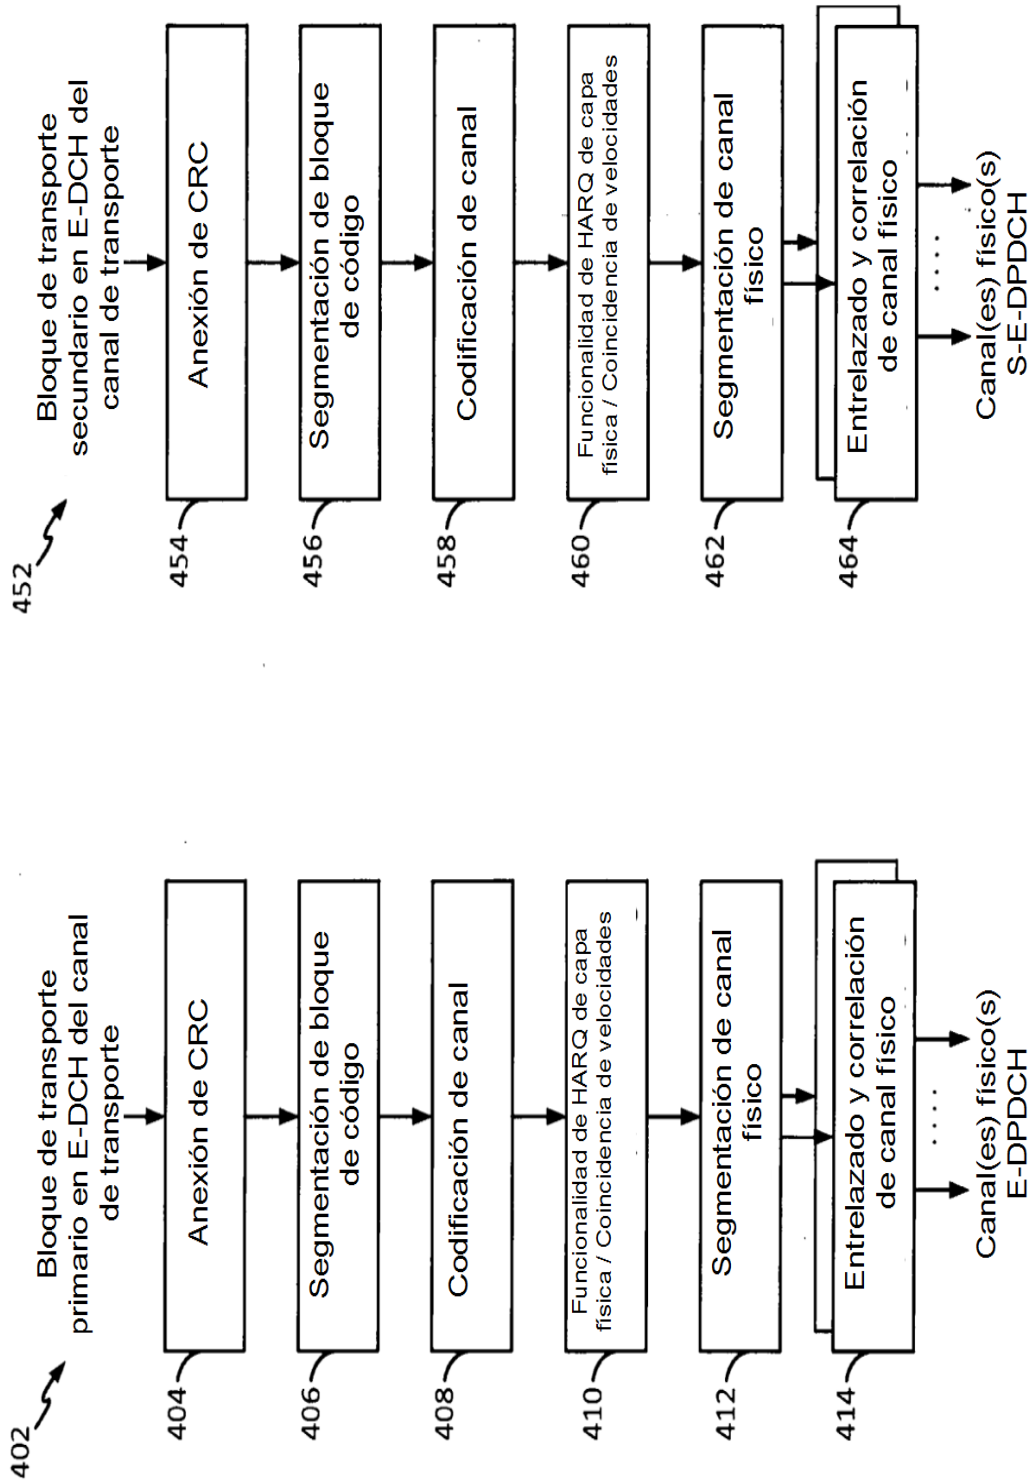 402
Bloque de transporte
primario en E-DCH del canal
de transporte
404
Anexión de CRC
406
Segmentación de bloque
de código
408
Codificación de canal
410
Funcionalidad de HARQ de capa
física / Coincidencia de velocidades
412
Segmentación de canal
físico
414
Entrelazado y correlación
de canal físico
Canal(es) físico(s)
E-DPDCH
452
Bloque de transporte
secundario en E-DCH del
canal de transporte
454
Anexión de CRC
456
Segmentación de bloque
de código
458
Codificación de canal
460
Funcionalidad de HARQ de capa
física / Coincidencia de velocidades
462
Segmentación de canal
físico
464
Entrelazado y correlación
de canal físico
Canal(es) físico(s)
S-E-DPDCH